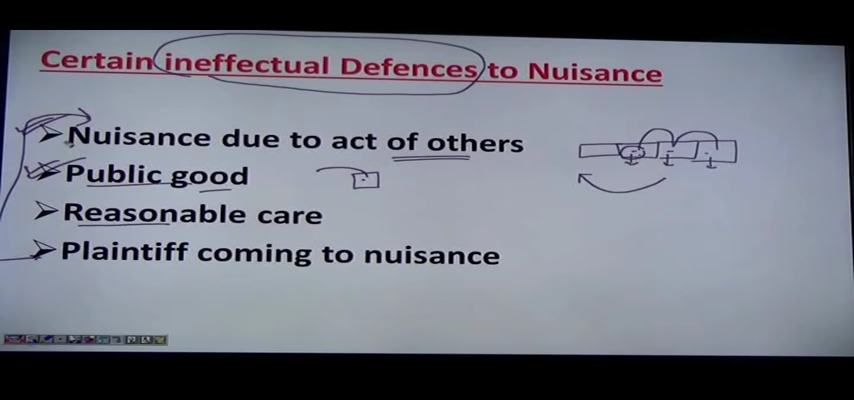 Certain ineffectual Defences to Nuisance
➢ Nuisance due to act of others
➢ Public good
➢ Reasonable care
➢ Plaintiff coming to nuisance